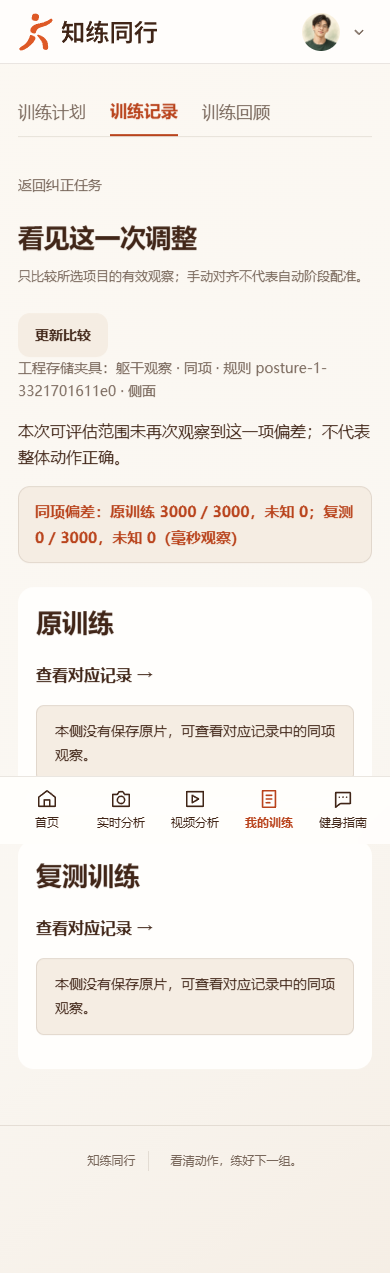 知练同行
训练计划 训练记录 训练回顾
返回纠正任务
看见这一次调整
只比较所选项目的有效观察；手动对齐不代表自动阶段配准。
更新比较
工程存储夹具：躯干观察 · 同项 · 规则 posture-1-
3321701611e0 · 侧面
本次可评估范围未再次观察到这一项偏差；不代表
整体动作正确。
同项偏差：原训练 3000 / 3000，未知 0；复测
0 / 3000，未知 0（毫秒观察）
原训练
查看对应记录 →
本侧没有保存原片，可查看对应记录中的同项
观察。
首页 实时分析 视频分析 我的训练 健身指南
复测训练
查看对应记录 →
本侧没有保存原片，可查看对应记录中的同项
观察。
知练同行 看清动作，练好下一组。